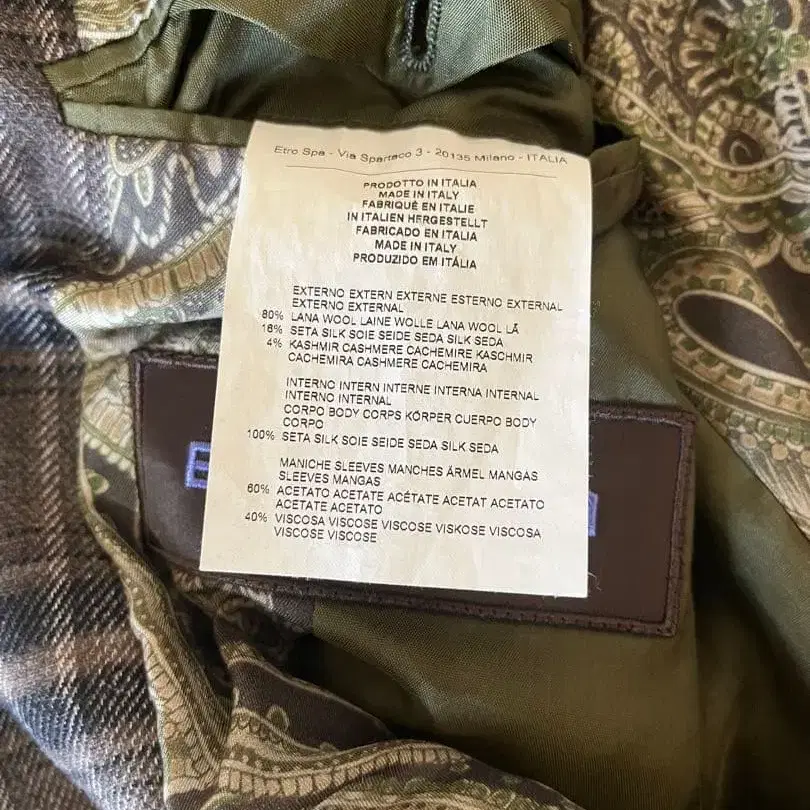 Etro Spa - Via Spartaco 3 - 20135 Milano - ITALIA
PRODOTTO IN ITALIA
MADE IN ITALY
FABRIQUÉ EN ITALIE
IN ITALIEN HERGESTELLT
FABRICADO EN ITALIA
MADE IN ITALY
PRODUZIDO EM ITÁLIA
EXTERNO EXTERN EXTERNE ESTERNO EXTERNAL
EXTERNO EXTERNAL
80% LANA WOOL LAINE WOLLE LANA WOOL LÃ
16% SETA SILK SOIE SEIDE SEDA SILK SEDA
4% KASHMIR CASHMERE CACHEMIRE KASCHMIR
CACHEMIRA CASHMERE CACHEMIRA
INTERNO INTERN INTERNE INTERNA INTERNAL
INTERNO INTERNAL
CORPO BODY CORPS KÖRPER CUERPO BODY
CORPO
100% SETA SILK SOIE SEIDE SEDA SILK SEDA
MANICHE SLEEVES MANCHES ÄRMEL MANGAS
SLEEVES MANGAS
60% ACETATO ACETATE ACÉTATE ACETAT ACETATO
ACETATE ACETATO
40% VISCOSA VISCOSE VISCOSE VISKOSE VISCOSA
VISCOSE VISCOSE